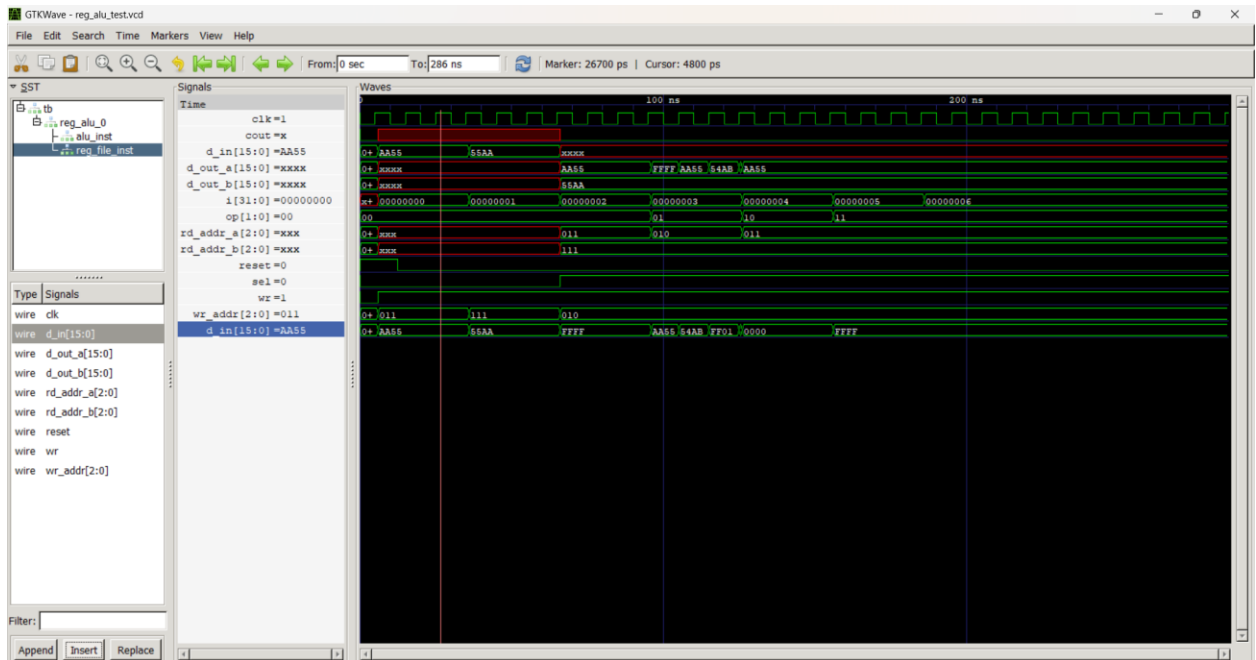 GTKWave - reg_alu_test.vcd
File Edit Search Time Markers View Help
From: 0 sec To: 286 ns Marker: 26700 ps | Cursor: 4800 ps
SST
tb
reg_alu_0
alu_inst
reg_file_inst
Type Signals
wire clk
wire d_in[15:0]
wire d_out_a[15:0]
wire d_out_b[15:0]
wire rd_addr_a[2:0]
wire rd_addr_b[2:0]
wire reset
wire wr
wire wr_addr[2:0]
Filter:
Append Insert Replace
Signals
Time
clk=1
cout=x
d_in[15:0]=AA55
d_out_a[15:0]=xxxx
d_out_b[15:0]=xxxx
i[31:0]=00000000
op[1:0]=00
rd_addr_a[2:0]=xxx
rd_addr_b[2:0]=xxx
reset=0
sel=0
wr=1
wr_addr[2:0]=011
d_in[15:0]=AA55
Waves
0 100 ns 200 ns
0+ AA55 55AA xxxx
0+ xxxx AA55 FFFF AA55 54AB AA55
0+ xxxx 55AA
x+ 00000000 00000001 00000002 00000003 00000004 00000005 00000006
00 01 10 11
0+ xxx 011 010 011
0+ xxx 111
0+ 011 111 010
0+ AA55 55AA FFFF AA55 54AB FF01 0000 FFFF